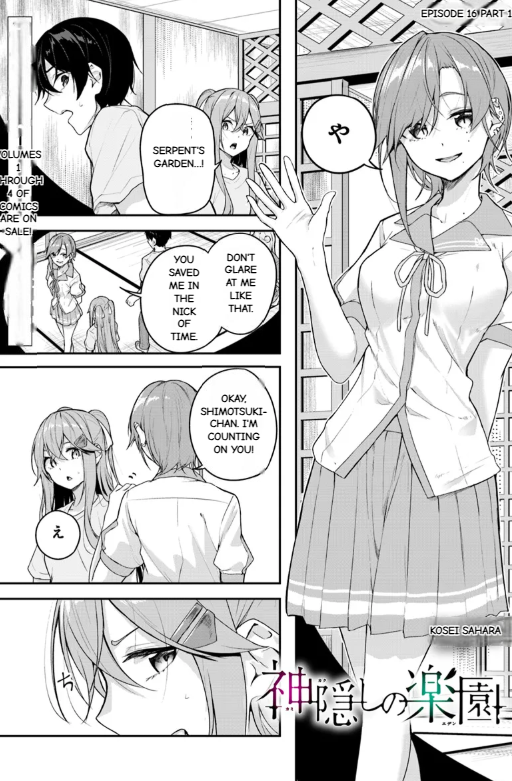 EPISODE 16 PART 1
や
KOSEI SAHARA
神隠しの楽園
エデン
SERPENT'S
GARDEN...!
VOLUMES
1
THROUGH
4 OF
COMICS
ARE ON
SALE!
DON'T
GLARE
AT ME
LIKE
THAT.
YOU
SAVED
ME IN
THE
NICK
OF
TIME.
OKAY,
SHIMOTSUKI-
CHAN. I'M
COUNTING
ON YOU!
え
ぢ